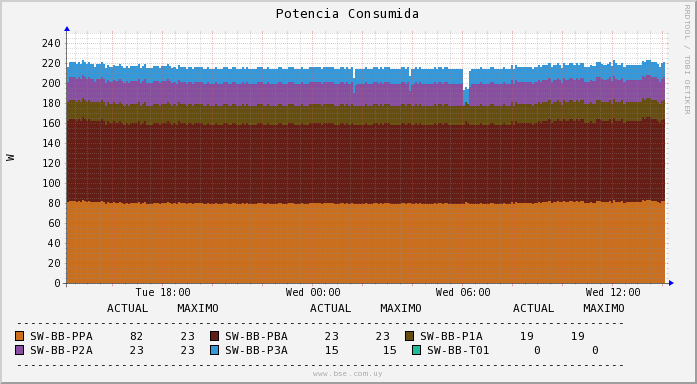 Potencia Consumida
RRDTOOL / TOBI OETIKER
W
240
220
200
180
160
140
120
100
80
60
40
20
0
Tue 18:00 Wed 00:00 Wed 06:00 Wed 12:00
ACTUAL MAXIMO ACTUAL MAXIMO ACTUAL MAXIMO
SW-BB-PPA 82 23 SW-BB-PBA 23 23 SW-BB-P1A 19 19
SW-BB-P2A 23 23 SW-BB-P3A 15 15 SW-BB-T01 0 0
www.bse.com.uy